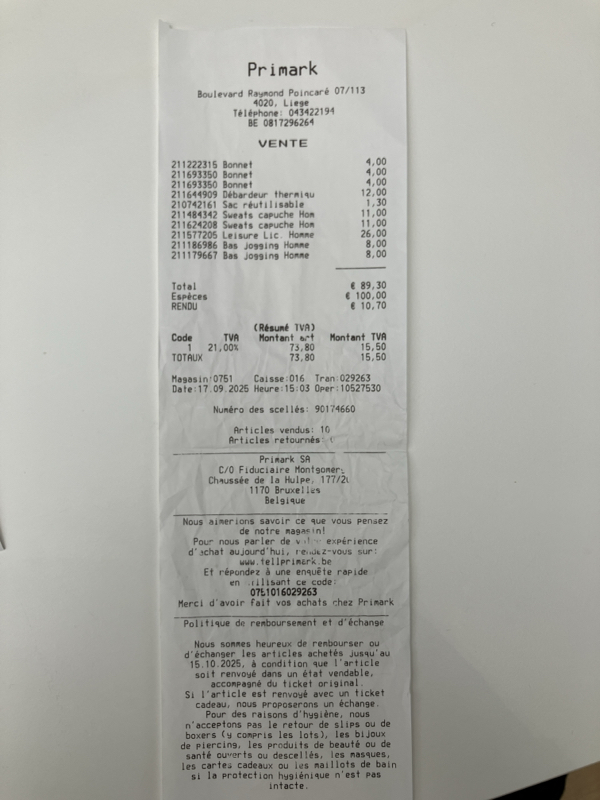 Primark
Boulevard Raymond Poincaré 07/113
4020, Liege
Téléphone: 043422194
BE 0817296264
VENTE
211222315 Bonnet 4,00
211693350 Bonnet 4,00
211693350 Bonnet 4,00
211644909 Débardeur thermiqu 12,00
210742161 Sac réutilisable 1,30
211484342 Sweats capuche Hom 11,00
211624208 Sweats capuche Hom 11,00
211577205 Leisure Lic. Homme 26,00
211186986 Bas Jogging Homme 8,00
211179667 Bas Jogging Homme 8,00
Total € 89,30
Espèces € 100,00
RENDU € 10,70
(Résumé TVA)
Code TVA Montant Montant TVA
1 21,00% 73,80 15,50
TOTAUX 73,80 15,50
Magasin:0751 Caisse:016 Tran:029263
Date:17.09.2025 Heure:15:03 Oper:10527530
Numéro des scellés: 90174660
Articles vendus: 10
Articles retournés:
Primark SA
C/O Fiduciaire
Chaussée de la Hulpe,
1170 Bruxelles
Belgique
Nous aimerions savoir ce que vous pensez
de notre magasin!
Pour nous parler de expérience
d'achat aujourd'hui, rendez-vous sur:
www.tellprimark.be
Et répondez à une enquête rapide
en ce code:
0751016029263
Merci d'avoir fait vos achats chez Primark
Politique de remboursement et d'échange
Nous sommes heureux de rembourser ou
d'échanger les articles achetés jusqu'au
15.10.2025, à condition que l'article
soit renvoyé dans un état vendable,
accompagné du ticket original.
Si l'article est renvoyé avec un ticket
cadeau, nous proposerons un échange.
Pour des raisons d'hygiène, nous
n'acceptons pas le retour de slips ou de
boxers (y compris les lots), les bijoux
de piercing, les produits de beauté ou de
santé ouverts ou descellés, les masques,
les cartes cadeaux ou les maillots de bain
si la protection hygiénique n'est pas
intacte.